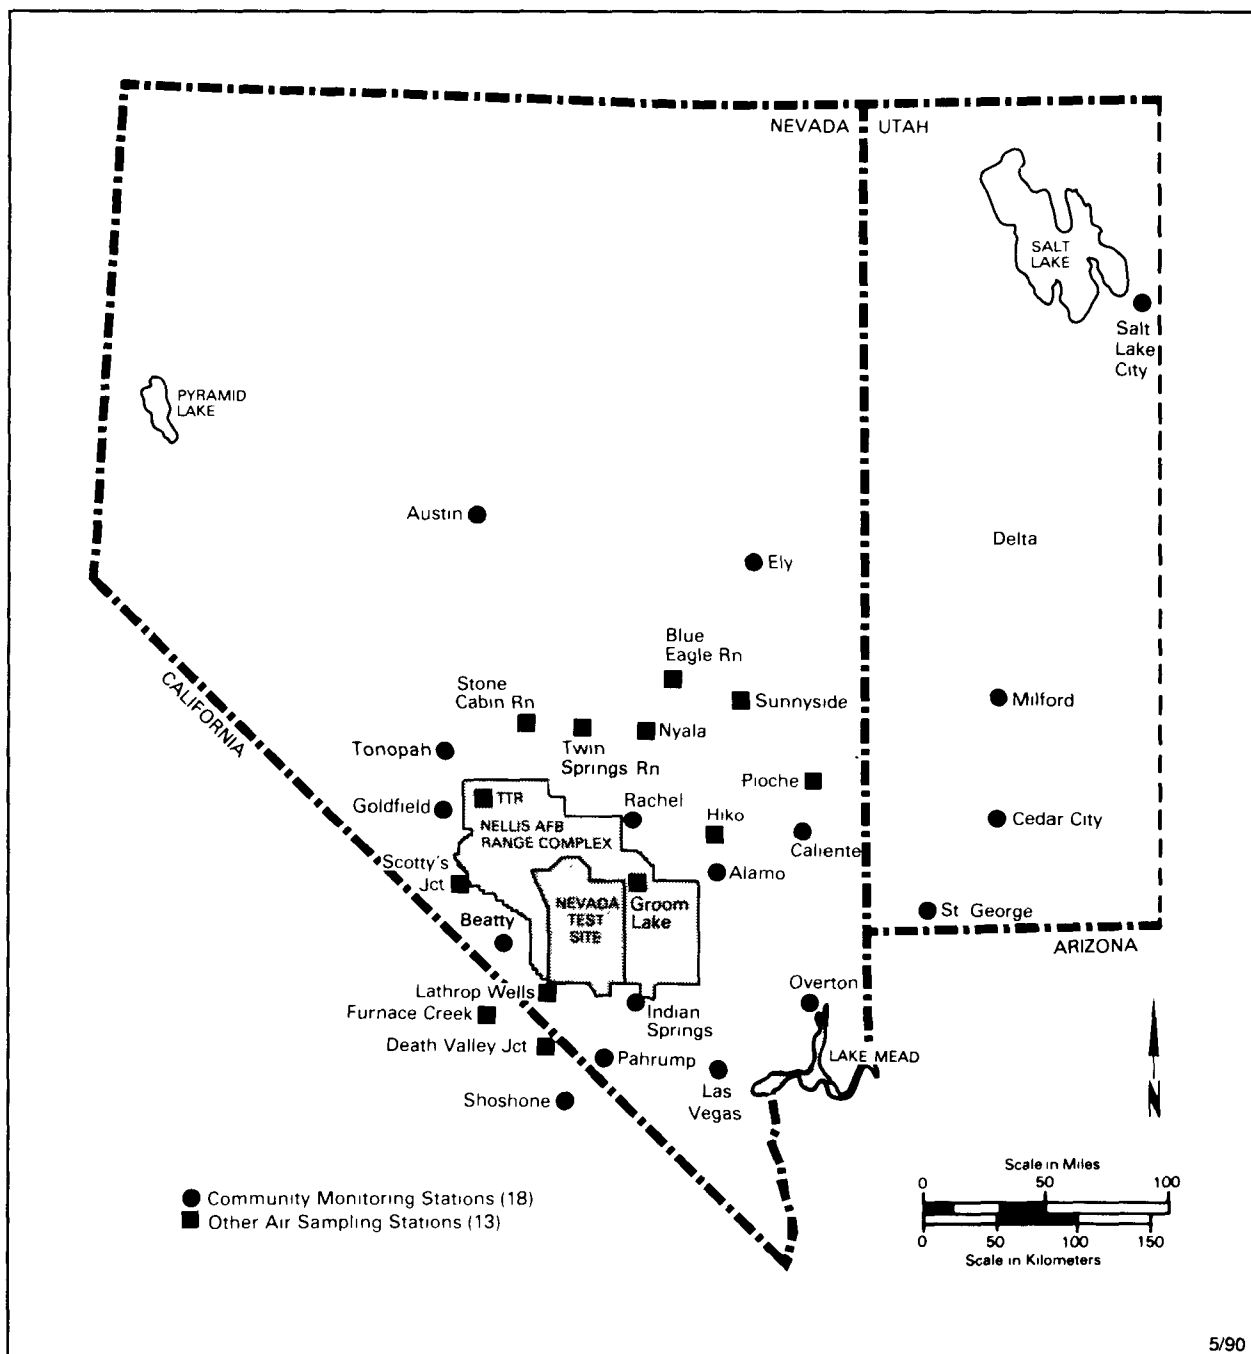 NEVADA
UTAH
SALT
LAKE
Salt
Lake
City
PYRAMID
LAKE
Austin
Ely
Delta
Blue
Eagle Rn
Stone
Cabin Rn
Sunnyside
Milford
CALIFORNIA
Tonopah
Twin
Springs Rn
Nyala
Pioche
Goldfield
TTR
Rachel
Hiko
Cedar City
NELLIS AFB
RANGE COMPLEX
Caliente
Scotty's
Jct
Alamo
NEVADA
TEST
SITE
Groom
Lake
St George
Beatty
ARIZONA
Lathrop Wells
Furnace Creek
Indian
Springs
Overton
Death Valley Jct
Pahrump
LAKE MEAD
Las
Vegas
Shoshone
Community Monitoring Stations (18)
Other Air Sampling Stations (13)
Scale in Miles
0 50 100
0 50 100 150
Scale in Kilometers
N
5/90